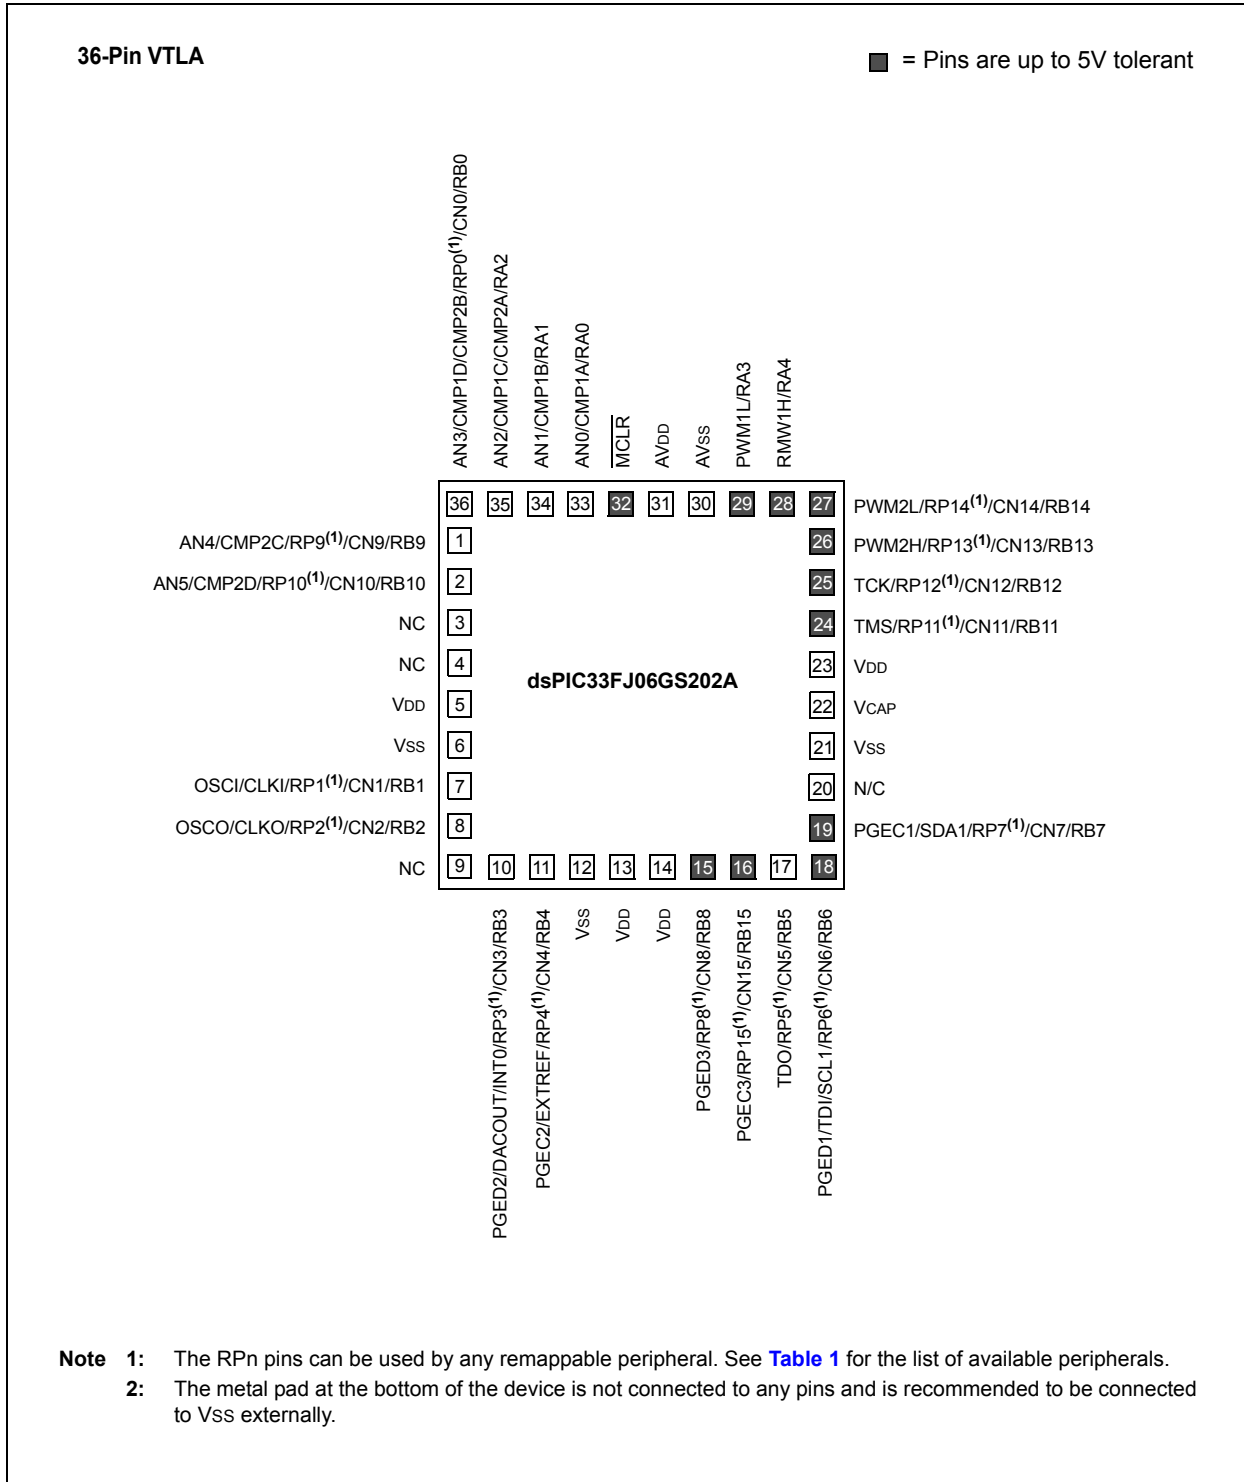 36-Pin VTLA
= Pins are up to 5V tolerant
AN3/CMP1D/CMP2B/RP0(1)/CN0/RB0
AN2/CMP1C/CMP2A/RA2
AN1/CMP1B/RA1
AN0/CMP1A/RA0
MCLR
AVDD
AVSS
PWM1L/RA3
RMW1H/RA4
36 35 34 33 32 31 30 29 28 27 PWM2L/RP14(1)/CN14/RB14
AN4/CMP2C/RP9(1)/CN9/RB9 1 26 PWM2H/RP13(1)/CN13/RB13
AN5/CMP2D/RP10(1)/CN10/RB10 2 25 TCK/RP12(1)/CN12/RB12
NC 3 24 TMS/RP11(1)/CN11/RB11
NC 4 23 VDD
dsPIC33FJ06GS202A
VDD 5 22 VCAP
VSS 6 21 VSS
OSCI/CLKI/RP1(1)/CN1/RB1 7 20 N/C
OSCO/CLKO/RP2(1)/CN2/RB2 8 19 PGEC1/SDA1/RP7(1)/CN7/RB7
NC 9 10 11 12 13 14 15 16 17 18
PGED2/DACOUT/INT0/RP3(1)/CN3/RB3
PGEC2/EXTREF/RP4(1)/CN4/RB4
VSS
VDD
VDD
PGED3/RP8(1)/CN8/RB8
PGEC3/RP15(1)/CN15/RB15
TDO/RP5(1)/CN5/RB5
PGED1/TDI/SCL1/RP6(1)/CN6/RB6
Note 1: The RPn pins can be used by any remappable peripheral. See Table 1 for the list of available peripherals.
2: The metal pad at the bottom of the device is not connected to any pins and is recommended to be connected
to VSS externally.